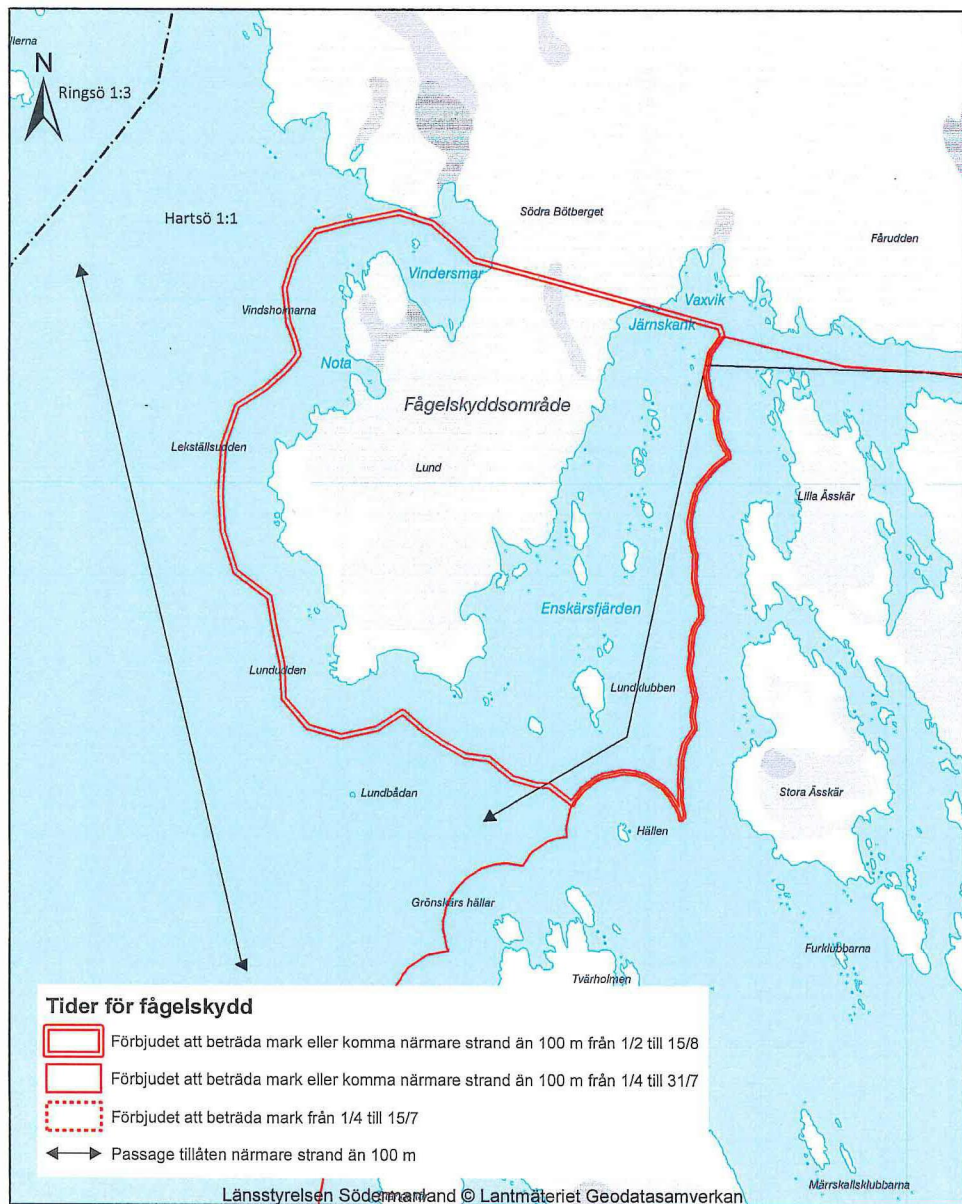 llerna
N
Ringsö 1:3
Hartsö 1:1
Södra Bötberget
Fårudden
Vindersmar
Vaxvik
Järnskank
Vindsholmarna
Nota
Fågelskyddsområde
Lekställsudden
Lund
Lilla Åsskär
Enskärsfjärden
Lundudden
Lundklubben
Lundbådan
Stora Åsskär
Hällen
Grönskärs hällar
Furklubbarna
Tvärholmen
Tider för fågelskydd
Förbjudet att beträda mark eller komma närmare strand än 100 m från 1/2 till 15/8
Förbjudet att beträda mark eller komma närmare strand än 100 m från 1/4 till 31/7
Förbjudet att beträda mark från 1/4 till 15/7
Passage tillåten närmare strand än 100 m
Märrskallsklubbarna
Länsstyrelsen Södermanland © Lantmäteriet Geodatasamverkan